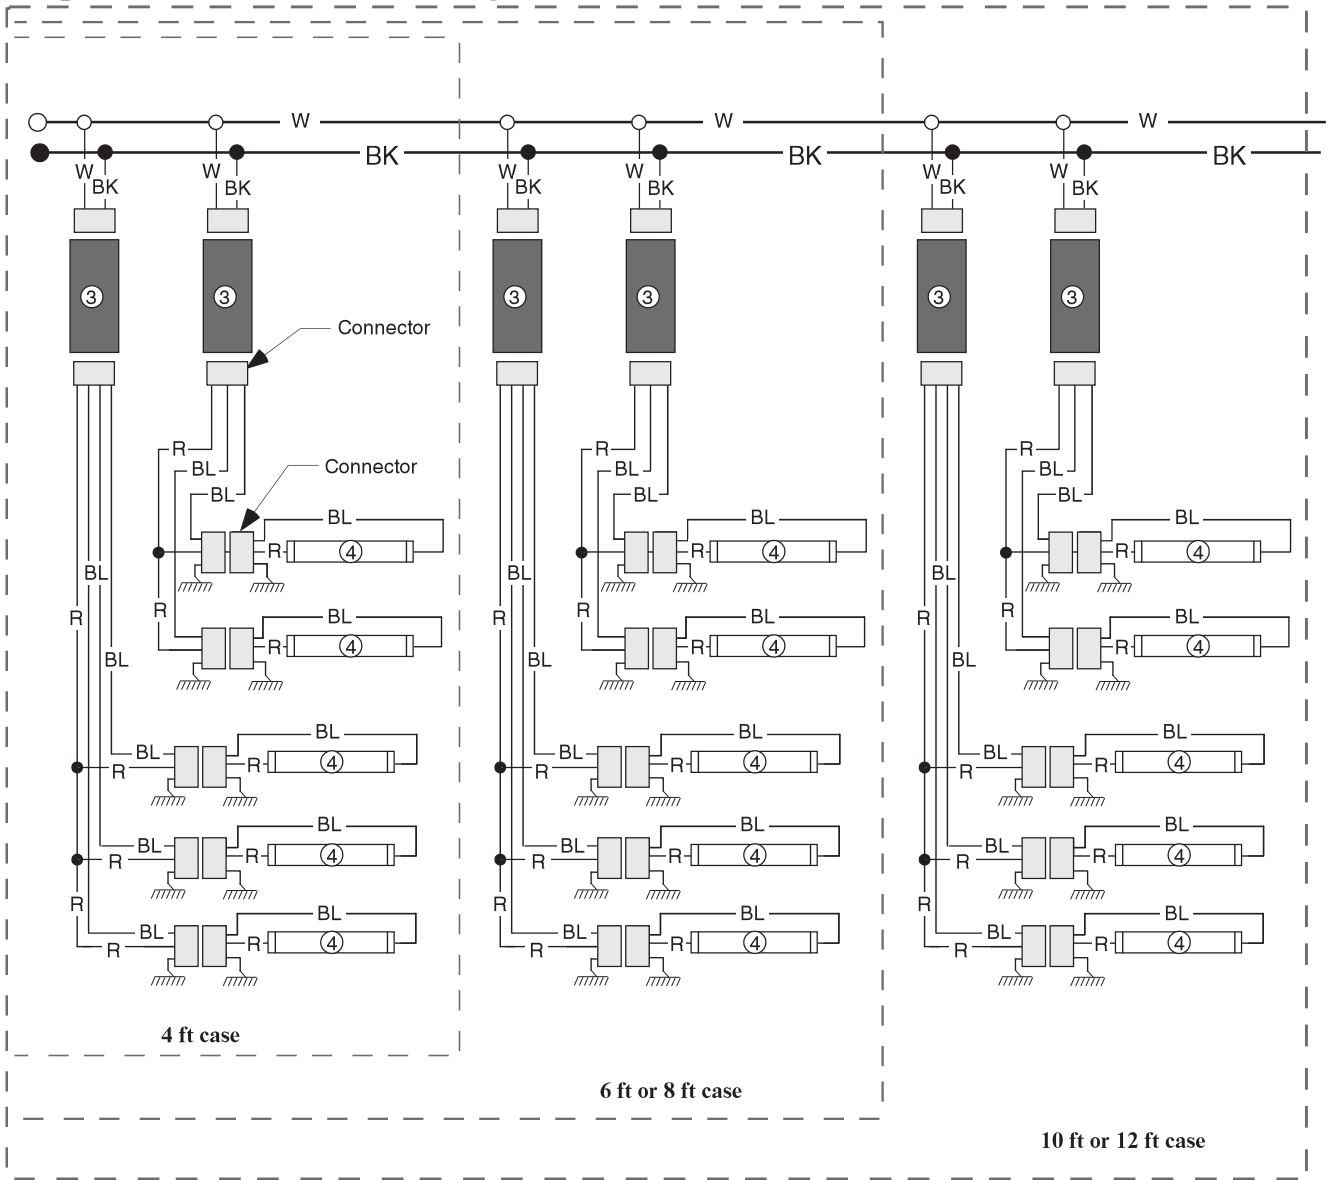 W W W
BK BK BK
W W W W W W
BK BK BK BK BK BK
3 3 3 3 3 3
Connector
R R R
BL BL BL
Connector
BL BL BL
BL BL BL
R 4 R 4 R 4
BL BL BL
R R R
R R R
BL BL BL
R 4 R 4 R 4
BL BL BL
BL BL BL
BL BL BL
R R 4 R R 4 R R 4
BL BL BL
BL BL BL
R R 4 R R 4 R R 4
R R R
BL BL BL
BL BL BL
R R 4 R R 4 R R 4
4 ft case
6 ft or 8 ft case
10 ft or 12 ft case